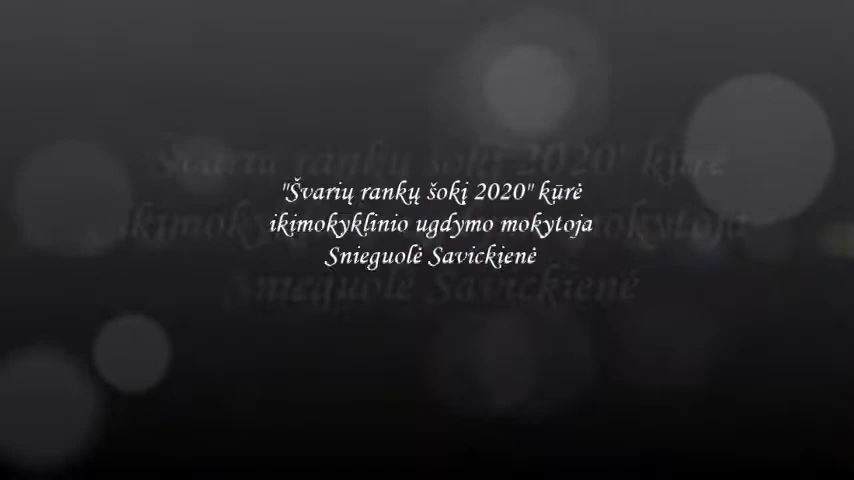 "Švarių rankų šokį 2020" kūrė
ikimokyklinio ugdymo mokytoja
Snieguolė Savickienė